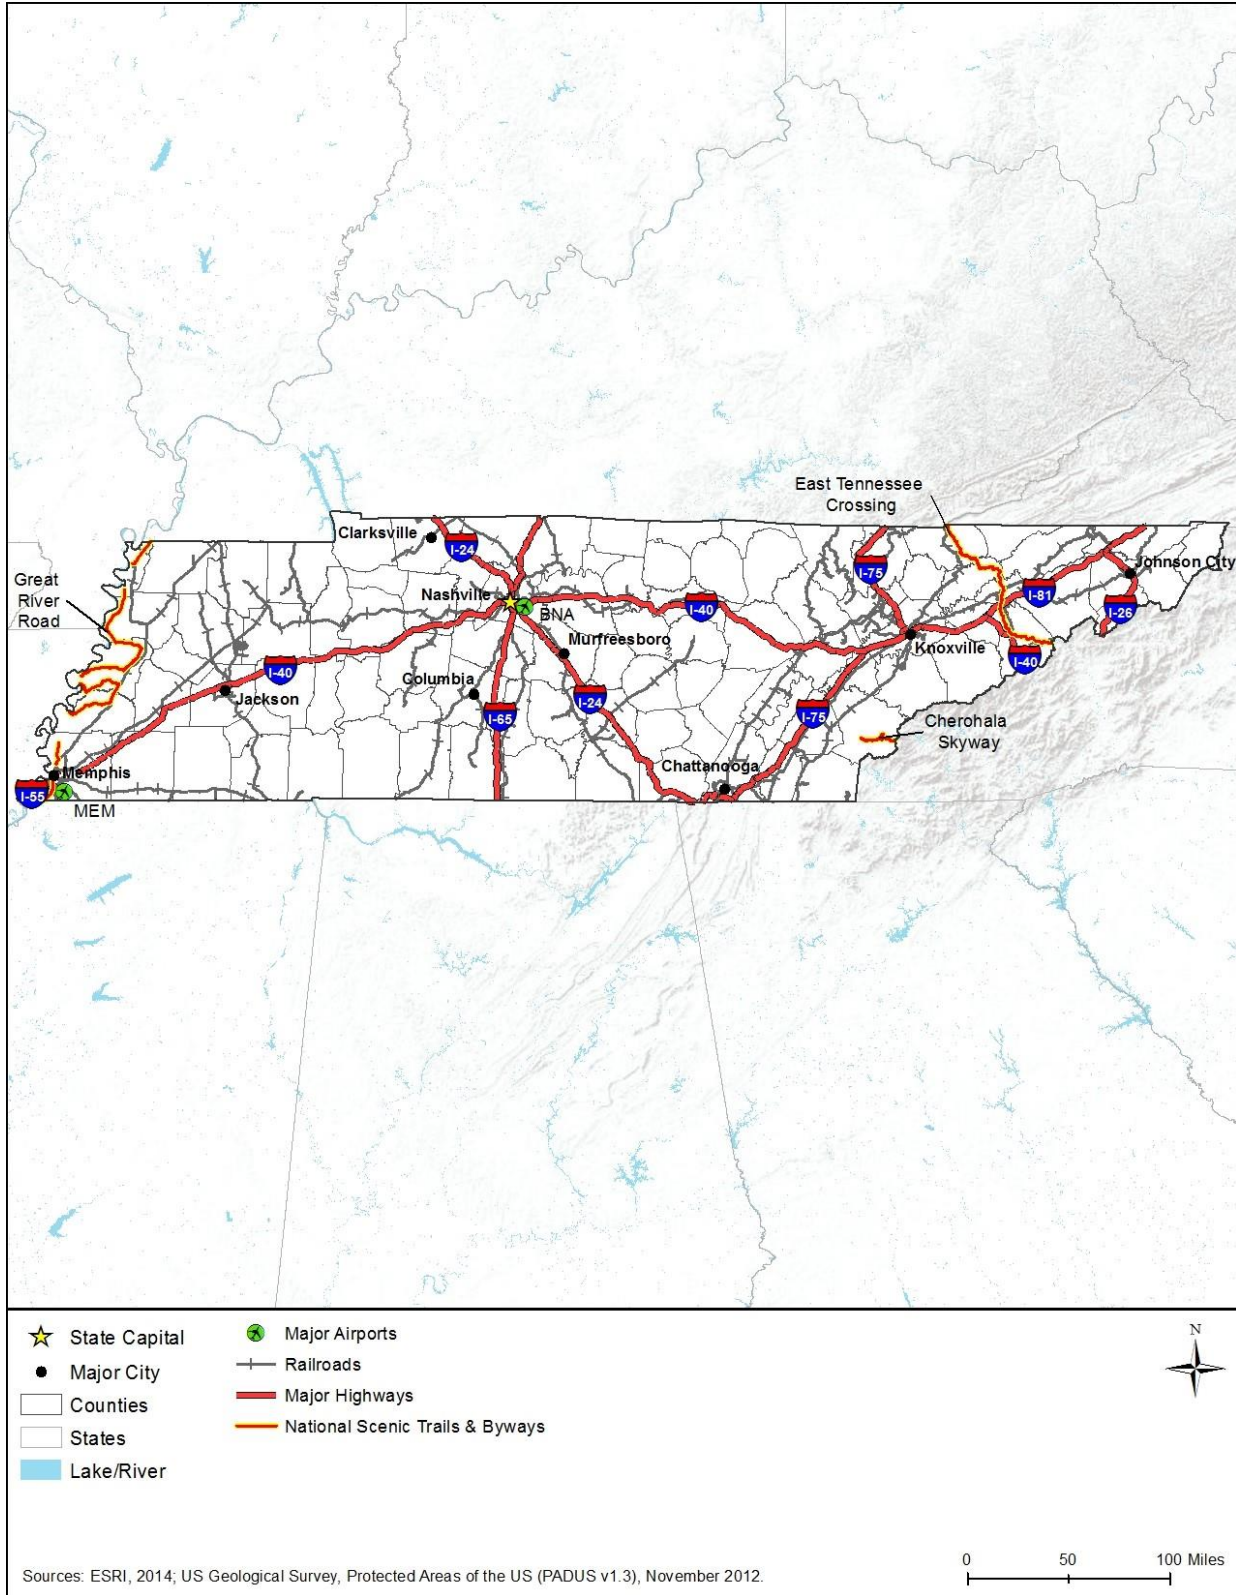 East Tennessee
Crossing
Clarksville
I-24
I-75
Johnson City
Great
River
Road
Nashville
BNA
I-40
I-81
I-26
Murfreesboro
Knoxville
I-40
I-40
Columbia
Jackson
I-65
I-24
I-75
Cherohala
Skyway
Memphis
Chattanooga
I-55
MEM
State Capital
Major City
Counties
States
Lake/River
Major Airports
Railroads
Major Highways
National Scenic Trails & Byways
N
0 50 100 Miles
Sources: ESRI, 2014; US Geological Survey, Protected Areas of the US (PADUS v1.3), November 2012.